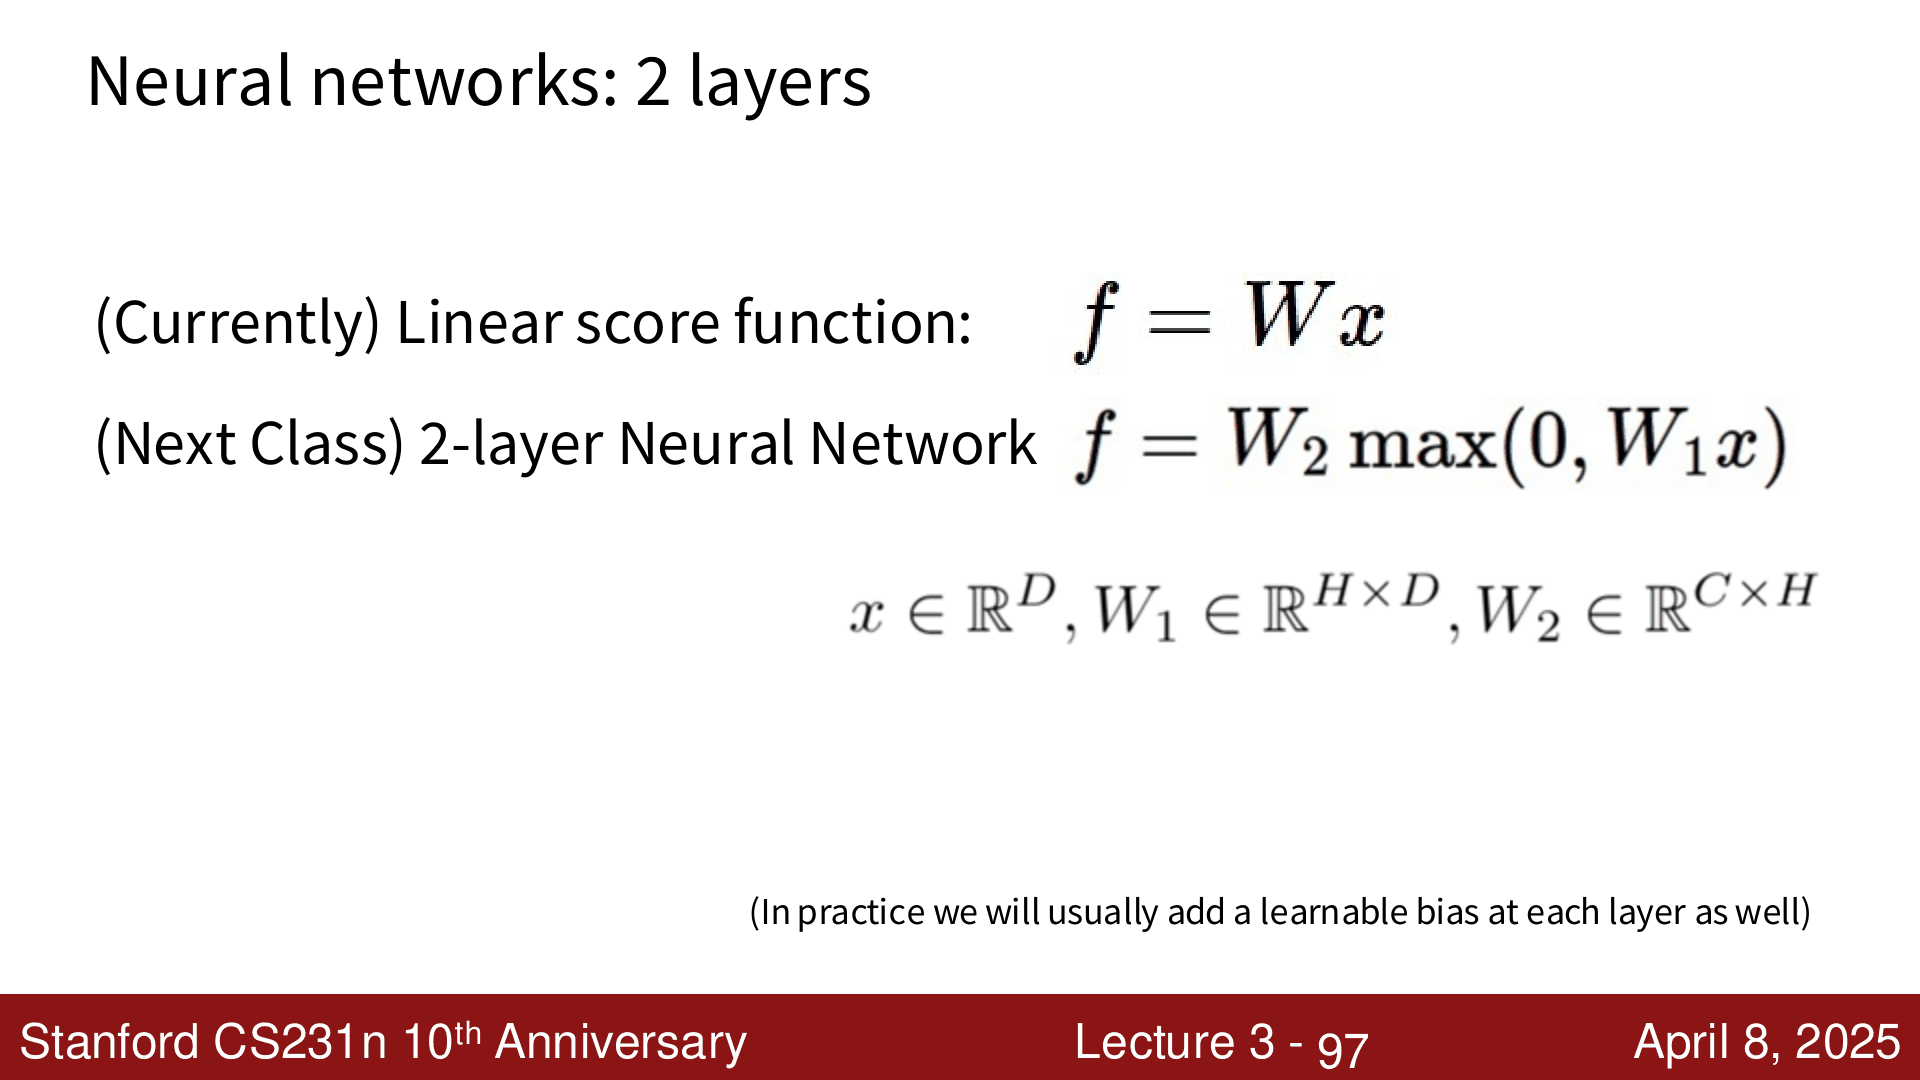 Neural networks: 2 layers
(Currently) Linear score function: f = Wx
(Next Class) 2-layer Neural Network f = W₂ max(0, W₁x)
x ∈ ℝᴰ, W₁ ∈ ℝᴴˣᴰ, W₂ ∈ ℝ^{C×H}
(In practice we will usually add a learnable bias at each layer as well)
Stanford CS231n 10th Anniversary Lecture 3 - 97 April 8, 2025